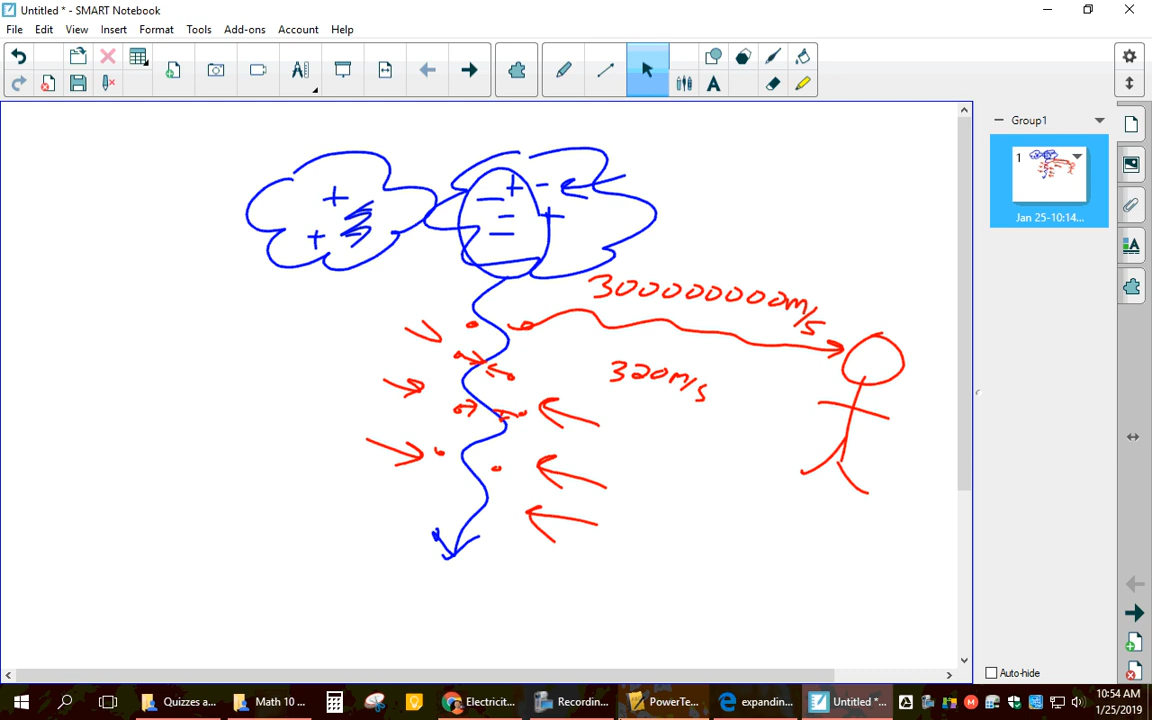 Untitled * - SMART Notebook
File Edit View Insert Format Tools Add-ons Account Help
Group1
1
Jan 25-10:14...
+ -
+ - +
-
+ -
300000000m/s
320m/s
Auto-hide
Quizzes a... Math 10 ... Electricit... Recordin... PowerTe... expandin... Untitled *...
10:54 AM
1/25/2019